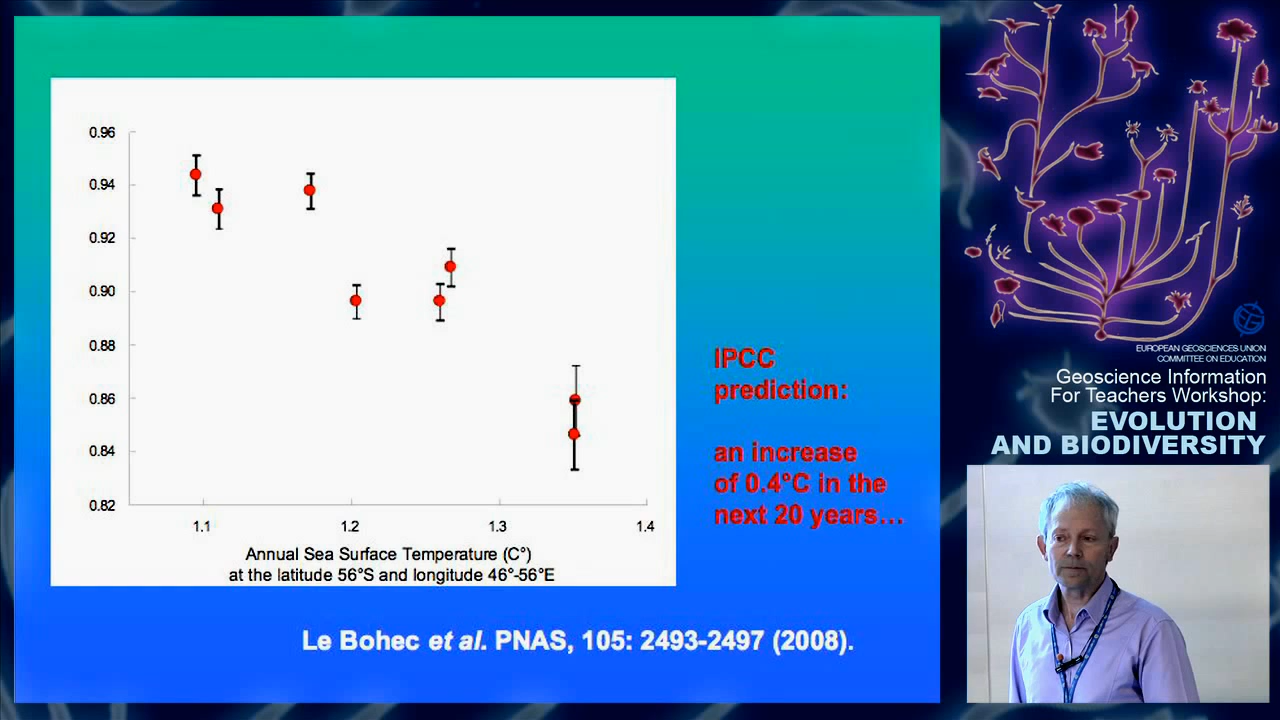 0.96
0.94
0.92
0.90
0.88
0.86
0.84
0.82
1.1 1.2 1.3 1.4
Annual Sea Surface Temperature (C°)
at the latitude 56°S and longitude 46°-56°E
IPCC
prediction:
an increase
of 0.4°C in the
next 20 years...
Le Bohec et al. PNAS, 105: 2493-2497 (2008).
EUROPEAN GEOSCIENCES UNION
COMMITTEE ON EDUCATION
Geoscience Information
For Teachers Workshop:
EVOLUTION
AND BIODIVERSITY